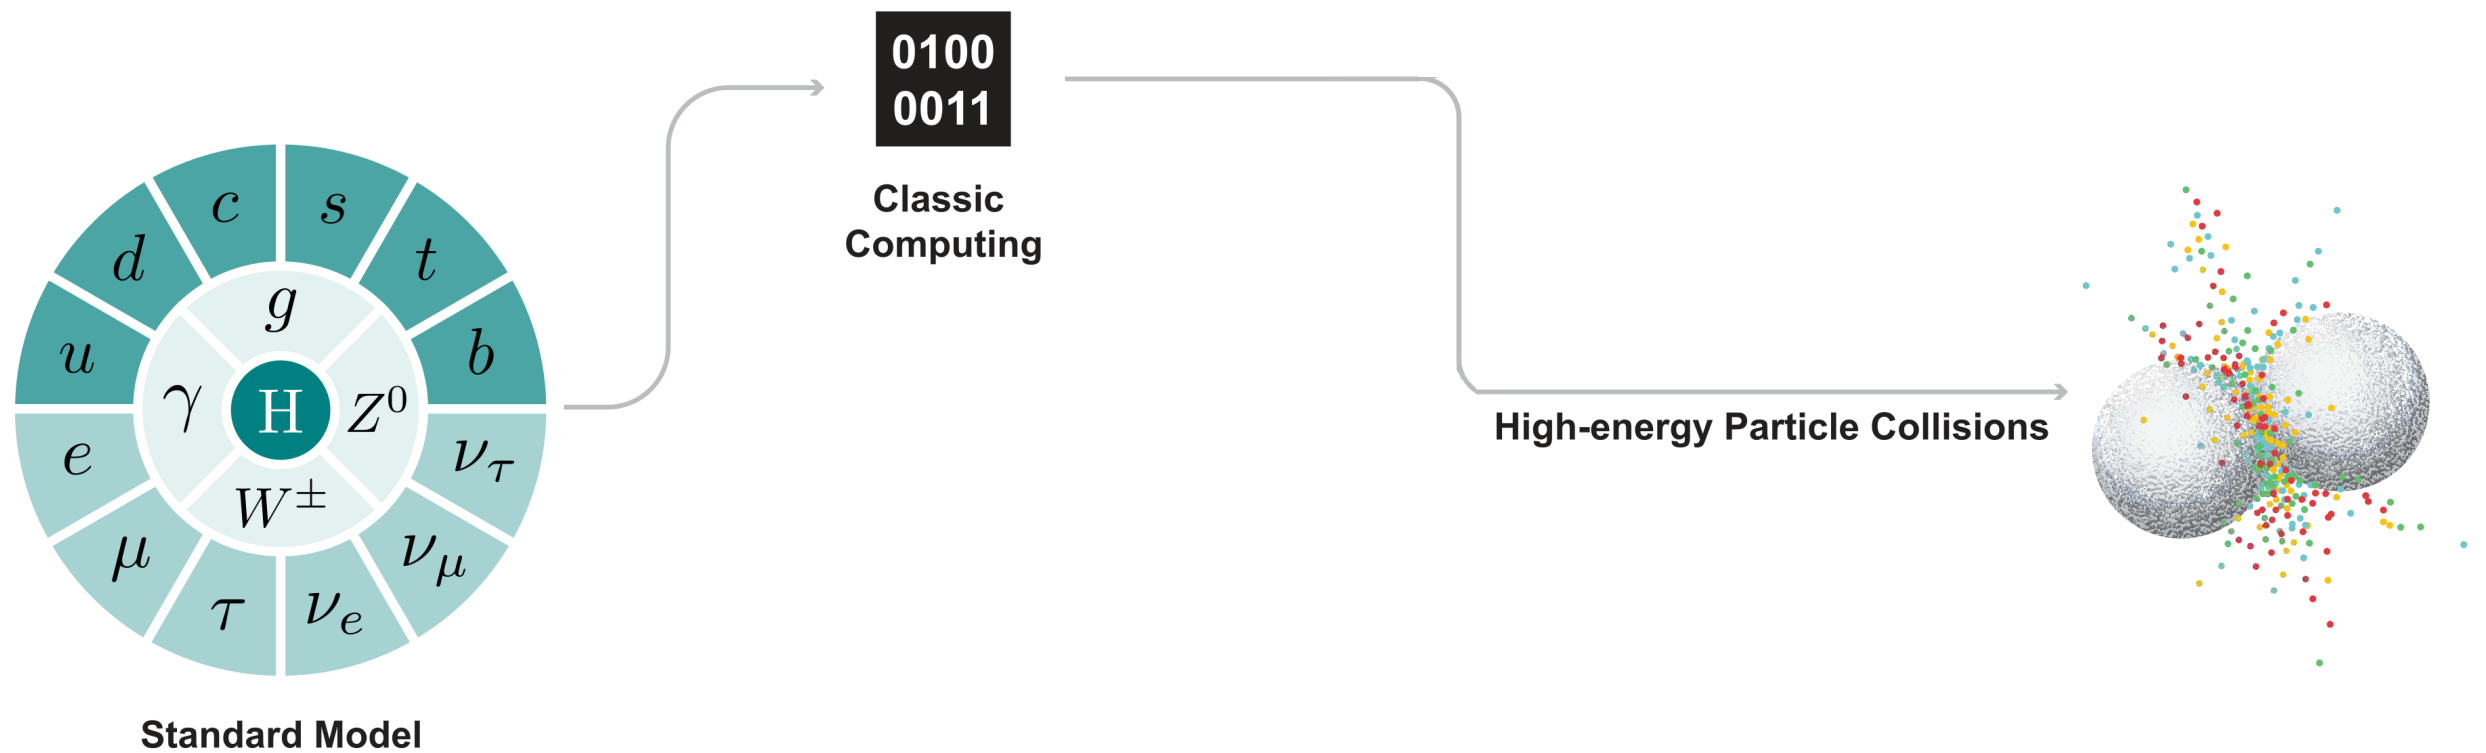 0100
0011
Classic
Computing
c
s
d
t
u
b
g
γ
H
Z⁰
W±
e
ν_τ
μ
ν_μ
τ
ν_e
High-energy Particle Collisions
Standard Model